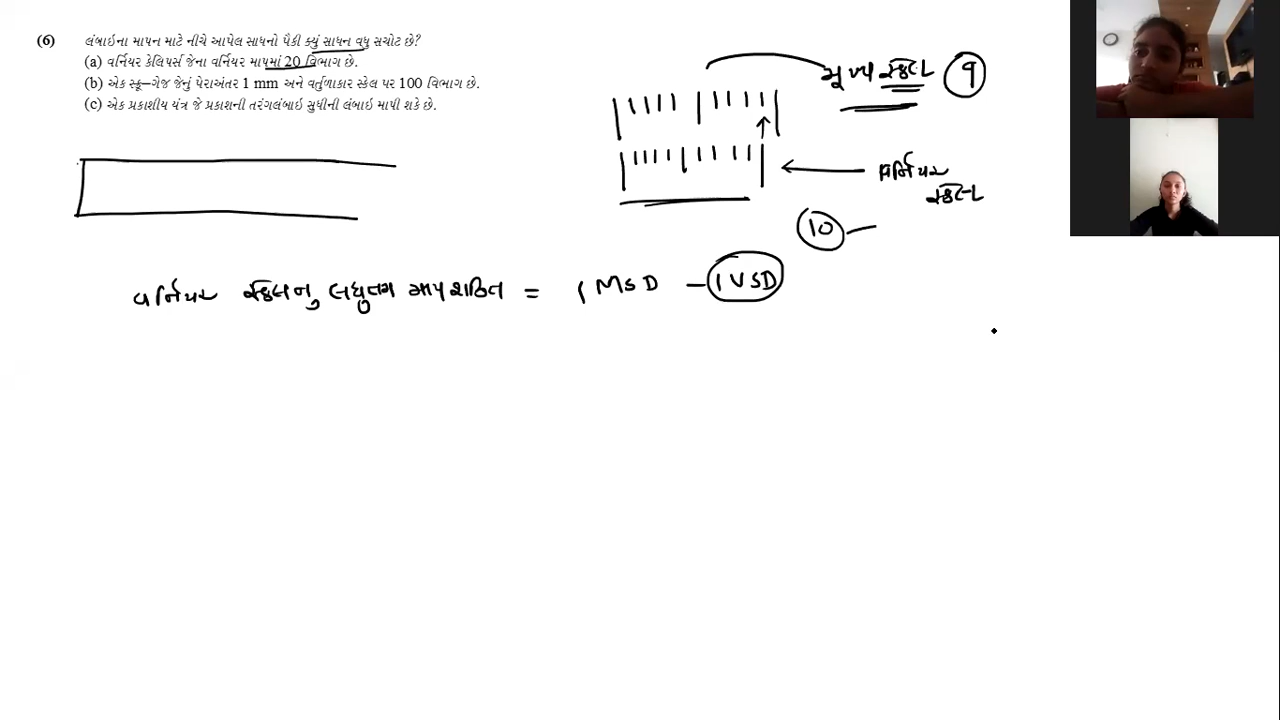 (6) લંબાઈના માપન માટે નીચે આપેલ સાધનો પૈકી ક્યું સાધન વધુ સચોટ છે?
(a) વર્નિયર કેલિપર્સ જેના વર્નિયર માપમાં 20 વિભાગ છે.
(b) એક સ્ક્રૂ-ગેજ જેનું પેરાઅંતર 1 mm અને વર્તુળાકાર સ્કેલ પર 100 વિભાગ છે.
(c) એક પ્રકાશીય યંત્ર જે પ્રકાશની તરંગલંબાઈ સુધીની લંબાઈ માપી શકે છે.
મુખ્ય સ્કેલ 9
વર્નિયર
સ્કેલ
10
વર્નિયર સ્કેલનુ લઘુતમ માપશક્તિ = 1 MSD - 1 VSD